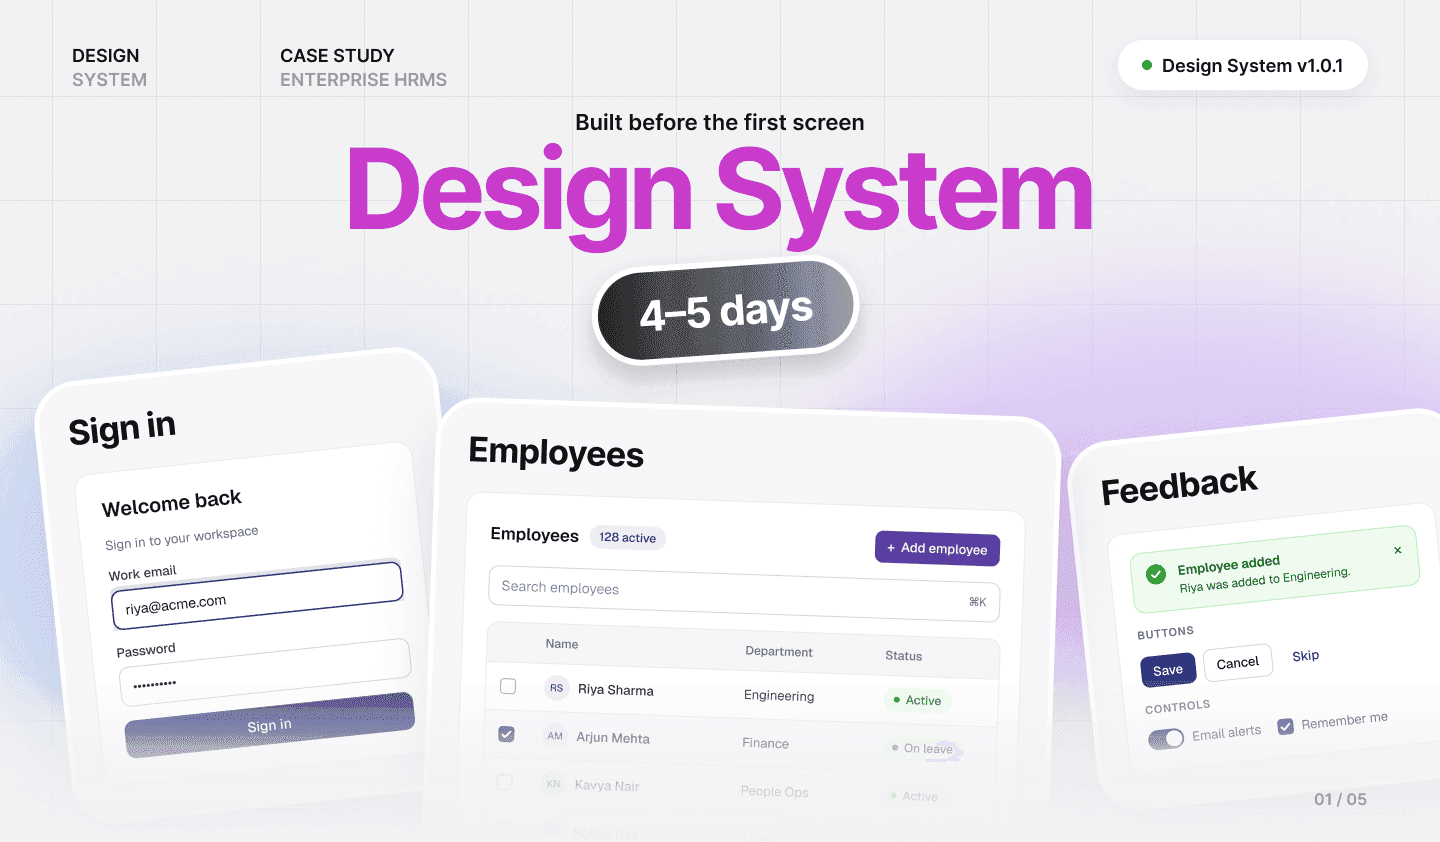 DESIGN
SYSTEM
CASE STUDY
ENTERPRISE HRMS
Design System v1.0.1
Built before the first screen
Design System
4–5 days
Sign in
Welcome back
Sign in to your workspace
Work email
riya@acme.com
Password
••••••••••
Sign in
Employees
Employees
128 active
+ Add employee
Search employees
⌘K
Name Department Status
RS Riya Sharma Engineering Active
AM Arjun Mehta Finance On leave
KN Kavya Nair People Ops Active
Feedback
Employee added
×
Riya was added to Engineering.
BUTTONS
Save Cancel Skip
CONTROLS
Email alerts Remember me
01 / 05